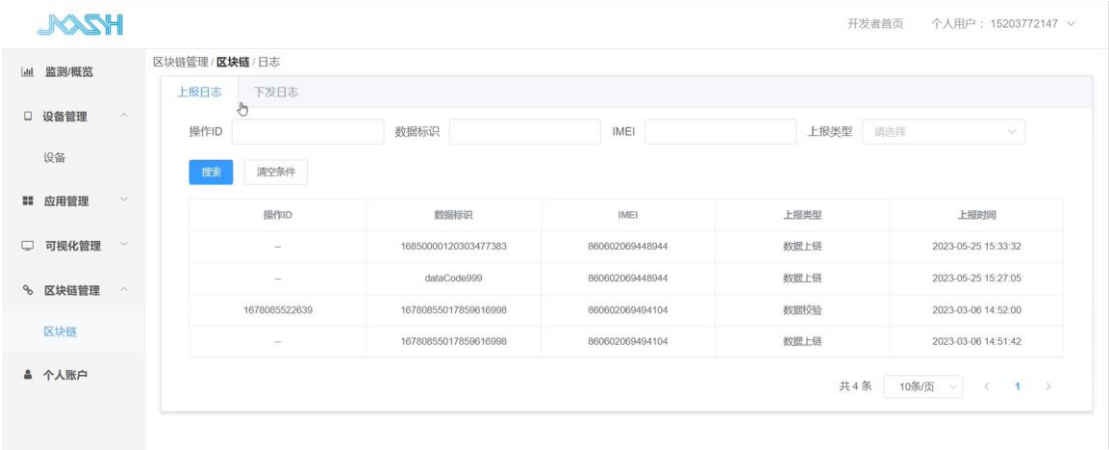 JMASH
开发者首页 个人用户：15203772147
监测/概览
设备管理
设备
应用管理
可视化管理
区块链管理
区块链
个人账户
区块链管理 / 区块链 / 日志
上报日志 下发日志
操作ID 数据标识 IMEI 上报类型 请选择
搜索 清空条件
操作ID 数据标识 IMEI 上报类型 上报时间
-- 16850000120303477383 860602069448944 数据上链 2023-05-25 15:33:32
-- dataCode999 860602069448944 数据上链 2023-05-25 15:27:05
1678085522639 16780855017859616998 860602069494104 数据校验 2023-03-06 14:52:00
-- 16780855017859616998 860602069494104 数据上链 2023-03-06 14:51:42
共 4 条 10条/页 < 1 >